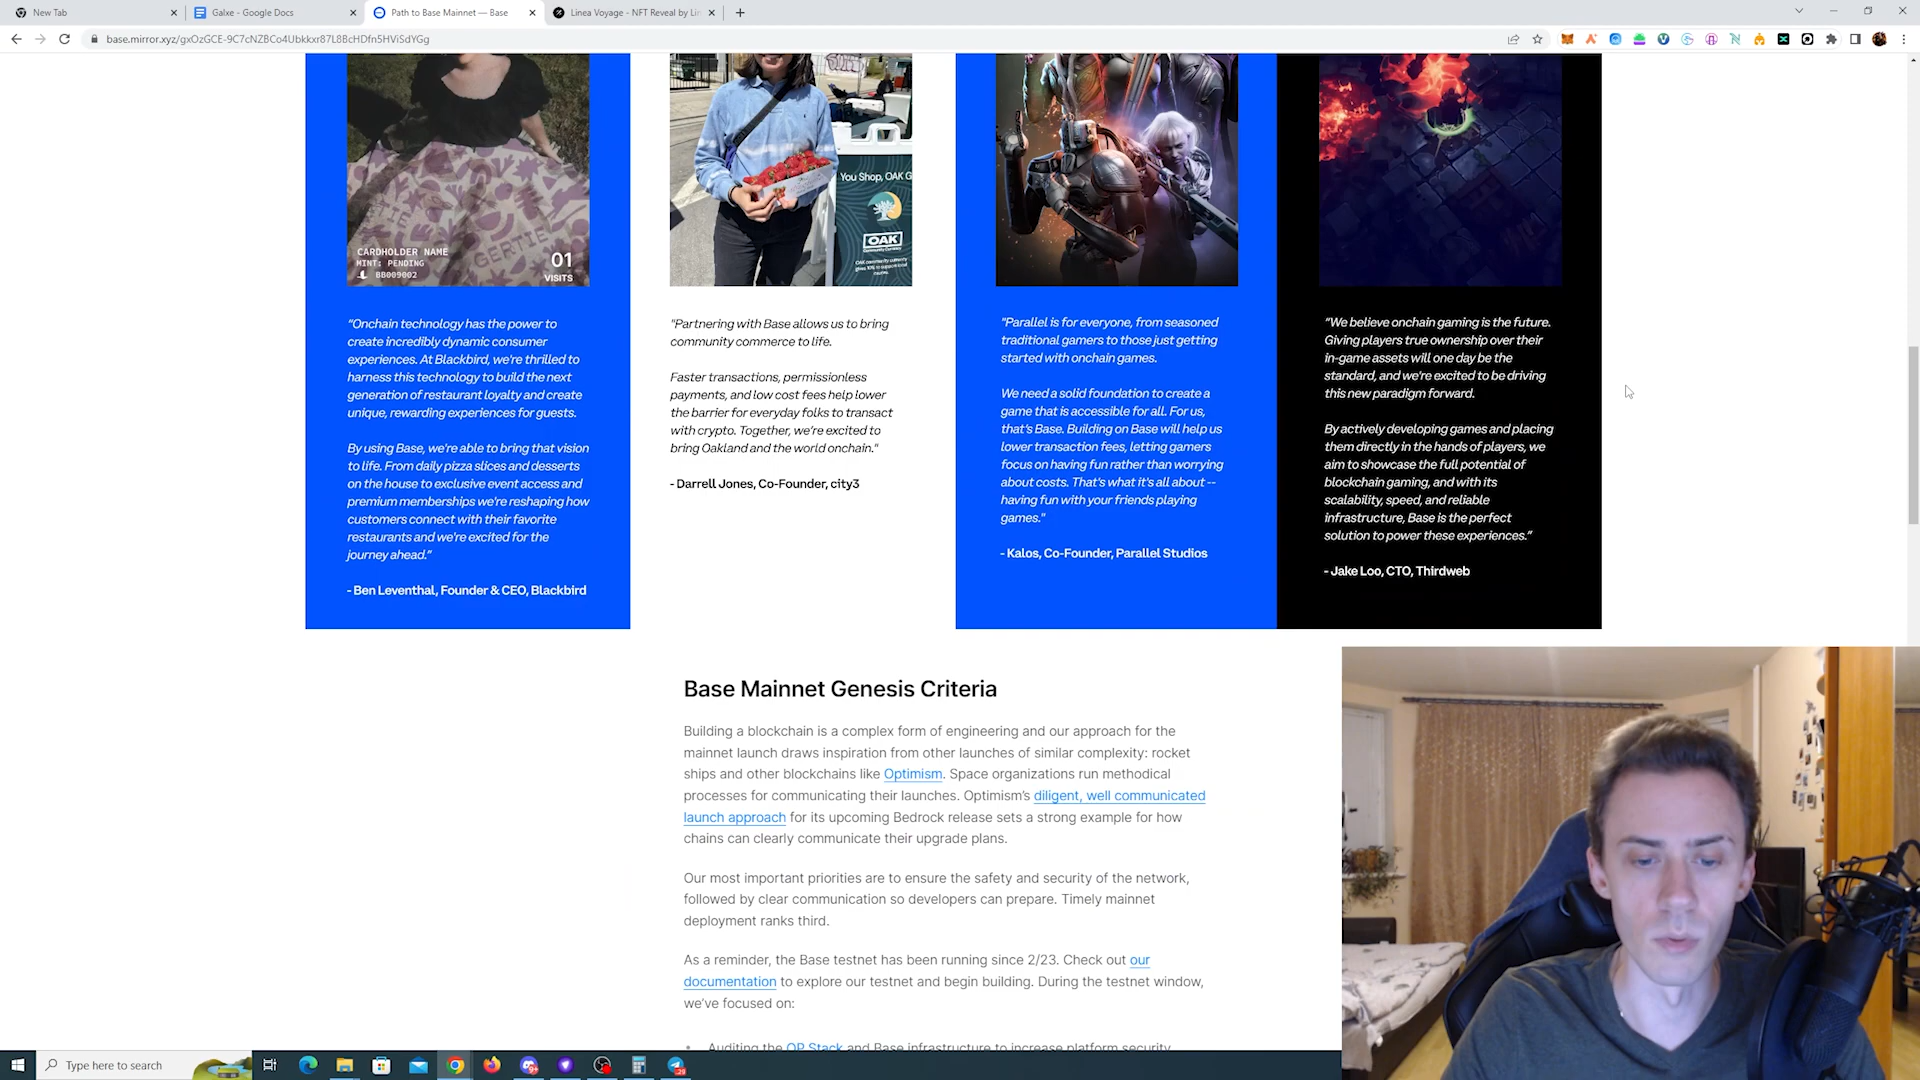 New Tab
Galxe - Google Docs
Path to Base Mainnet — Base
Linea Voyage - NFT Reveal by Lin
base.mirror.xyz/gxOzGCE-9C7cNZBCo4Ubkkxr87L8BcHDfn5HViSdYGg
CARDHOLDER NAME
MINT: PENDING
BB009002
01
VISITS
GERTIE
You Shop, OAK G
OAK
"Onchain technology has the power to
create incredibly dynamic consumer
experiences. At Blackbird, we're thrilled to
harness this technology to build the next
generation of restaurant loyalty and create
unique, rewarding experiences for guests.
By using Base, we're able to bring that vision
to life. From daily pizza slices and desserts
on the house to exclusive event access and
premium memberships we're reshaping how
customers connect with their favorite
restaurants and we're excited for the
journey ahead."
- Ben Leventhal, Founder & CEO, Blackbird
"Partnering with Base allows us to bring
community commerce to life.
Faster transactions, permissionless
payments, and low cost fees help lower
the barrier for everyday folks to transact
with crypto. Together, we're excited to
bring Oakland and the world onchain."
- Darrell Jones, Co-Founder, city3
"Parallel is for everyone, from seasoned
traditional gamers to those just getting
started with onchain games.
We need a solid foundation to create a
game that is accessible for all. For us,
that's Base. Building on Base will help us
lower transaction fees, letting gamers
focus on having fun rather than worrying
about costs. That's what it's all about --
having fun with your friends playing
games."
- Kalos, Co-Founder, Parallel Studios
"We believe onchain gaming is the future.
Giving players true ownership over their
in-game assets will one day be the
standard, and we're excited to be driving
this new paradigm forward.
By actively developing games and placing
them directly in the hands of players, we
aim to showcase the full potential of
blockchain gaming, and with its
scalability, speed, and reliable
infrastructure, Base is the perfect
solution to power these experiences."
- Jake Loo, CTO, Thirdweb
Base Mainnet Genesis Criteria
Building a blockchain is a complex form of engineering and our approach for the
mainnet launch draws inspiration from other launches of similar complexity: rocket
ships and other blockchains like Optimism. Space organizations run methodical
processes for communicating their launches. Optimism's diligent, well communicated
launch approach for its upcoming Bedrock release sets a strong example for how
chains can clearly communicate their upgrade plans.
Our most important priorities are to ensure the safety and security of the network,
followed by clear communication so developers can prepare. Timely mainnet
deployment ranks third.
As a reminder, the Base testnet has been running since 2/23. Check out our
documentation to explore our testnet and begin building. During the testnet window,
we've focused on:
• Auditing the OP Stack and Base infrastructure to increase platform security
Type here to search